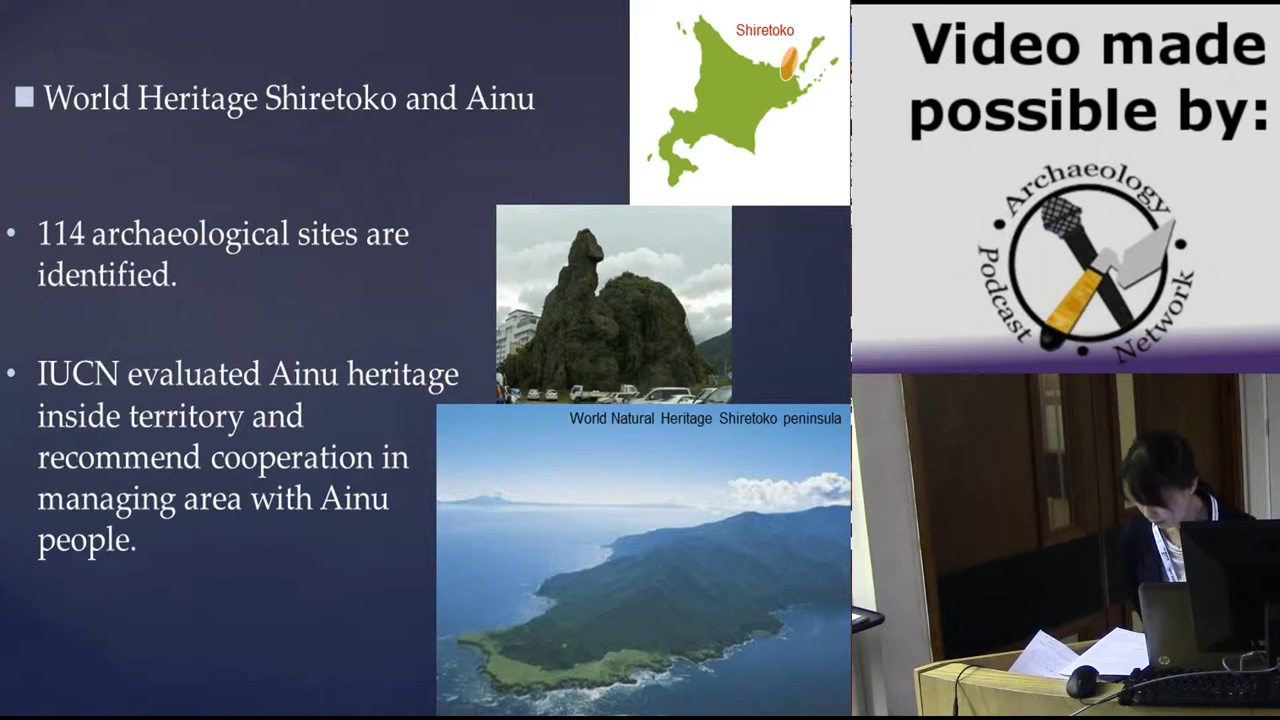 World Heritage Shiretoko and Ainu
114 archaeological sites are
identified.
IUCN evaluated Ainu heritage
inside territory and
recommend cooperation in
managing area with Ainu
people.
Shiretoko
World Natural Heritage Shiretoko peninsula
Video made
possible by:
Archaeology
Podcast
Network
hp